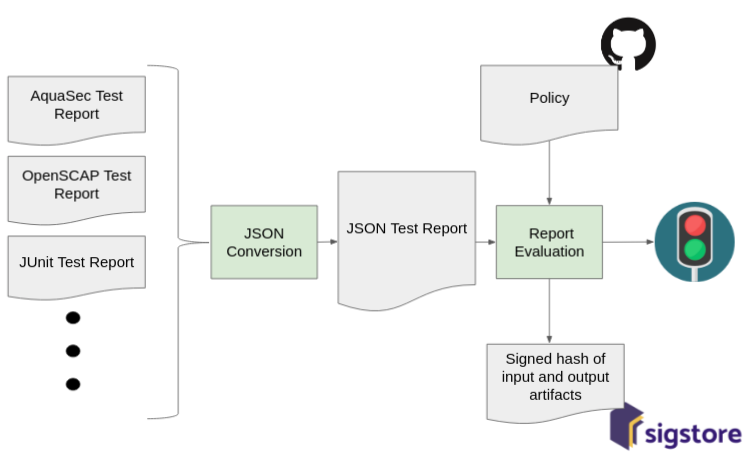 AquaSec Test
Report
OpenSCAP Test
Report
JUnit Test Report
JSON
Conversion
JSON Test Report
Policy
Report
Evaluation
Signed hash of
input and output
artifacts
sigstore